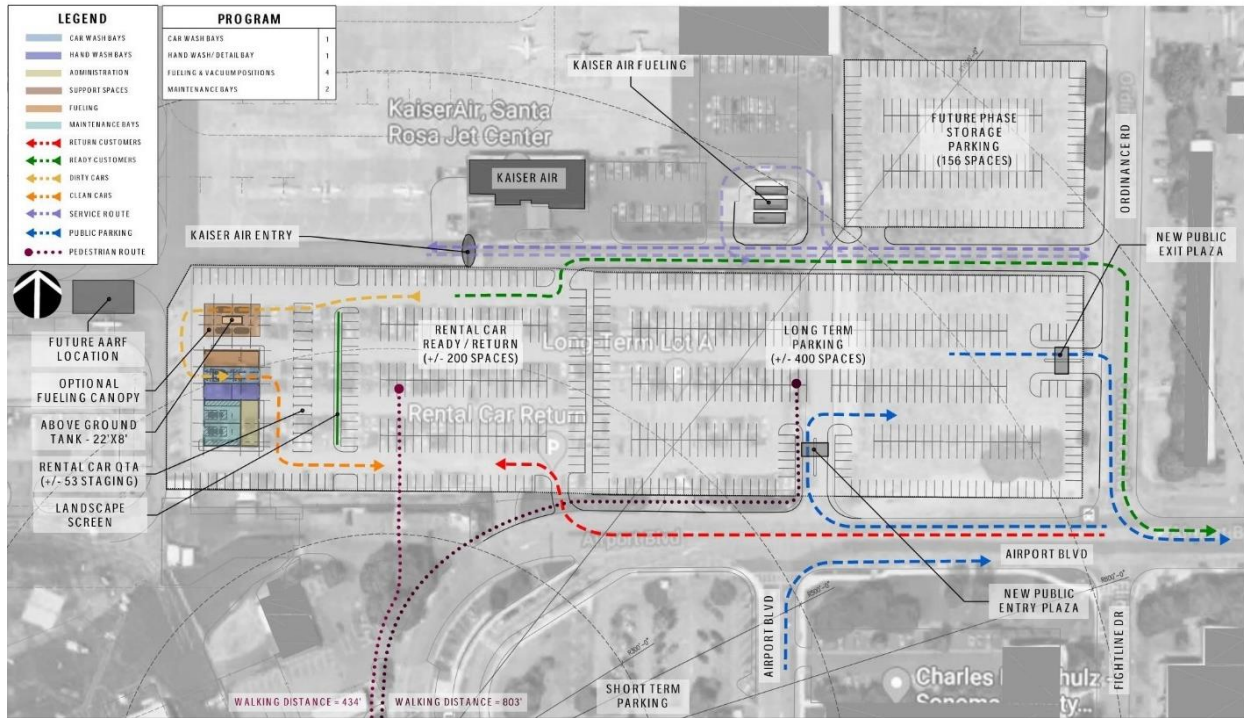 LEGEND
CAR WASH BAYS
HAND WASH BAYS
ADMINISTRATION
SUPPORT SPACES
FUELING
MAINTENANCE BAYS
RETURN CUSTOMERS
READY CUSTOMERS
DIRTY CARS
CLEAN CARS
SERVICE ROUTE
PUBLIC PARKING
PEDESTRIAN ROUTE
PROGRAM
CAR WASH BAYS 1
HAND WASH/ DETAIL BAY 1
FUELING & VACUUM POSITIONS 4
MAINTENANCE BAYS 2
KaiserAir, Santa
Rosa Jet Center
KAISER AIR FUELING
KAISER AIR
KAISER AIR ENTRY
FUTURE PHASE
STORAGE
PARKING
(156 SPACES)
ORDINANCE RD
NEW PUBLIC
EXIT PLAZA
FUTURE AARF
LOCATION
OPTIONAL
FUELING CANOPY
ABOVE GROUND
TANK - 22'X8'
RENTAL CAR QTA
(+/- 53 STAGING)
LANDSCAPE
SCREEN
RENTAL CAR
READY / RETURN
(+/- 200 SPACES)
Long Term Lot A
LONG TERM
PARKING
(+/- 400 SPACES)
Rental Car Return
P
P
Airport Blvd
AIRPORT BLVD
AIRPORT BLVD
NEW PUBLIC
ENTRY PLAZA
FIGHTLINE DR
WALKING DISTANCE = 434'
WALKING DISTANCE = 803'
SHORT TERM
PARKING